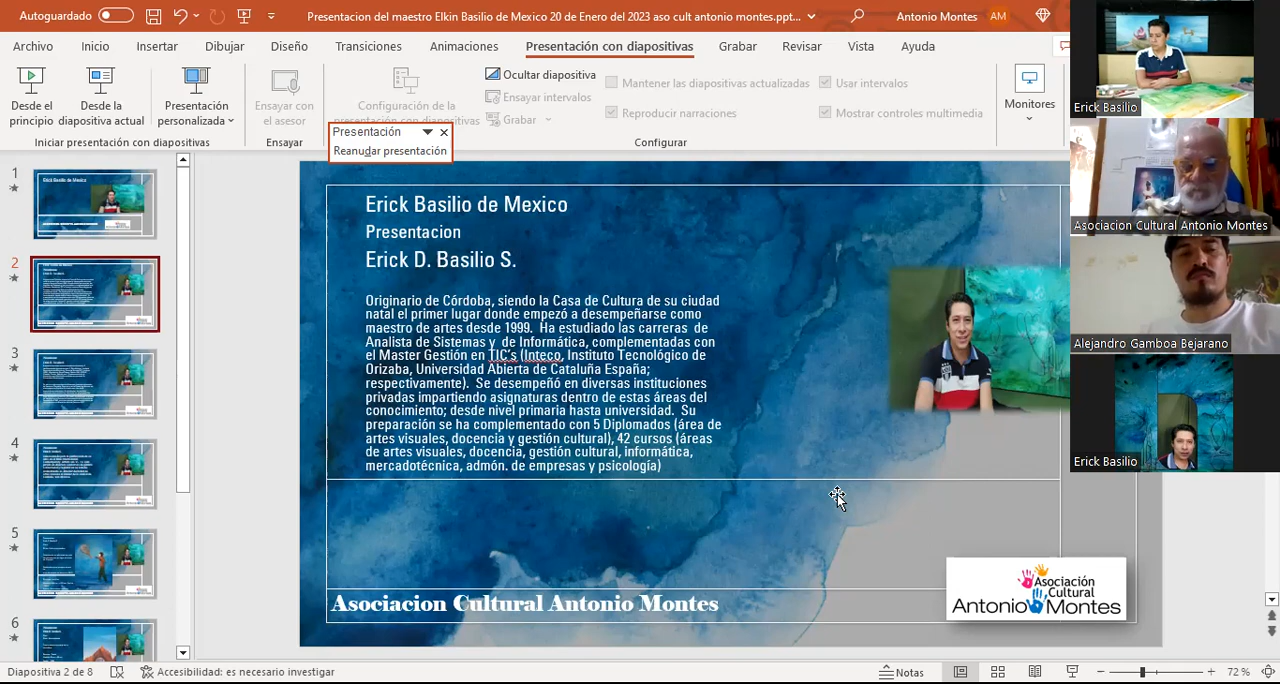 Autoguardado
Presentacion del maestro Elkin Basilio de Mexico 20 de Enero del 2023 aso cult antonio montes.ppt...
Antonio Montes
AM
Archivo
Inicio
Insertar
Dibujar
Diseño
Transiciones
Animaciones
Presentación con diapositivas
Grabar
Revisar
Vista
Ayuda
Desde el principio
Desde la diapositiva actual
Presentación personalizada
Iniciar presentación con diapositivas
Ensayar con el asesor
Ensayar
Configuración de la presentación con diapositivas
Ocultar diapositiva
Ensayar intervalos
Grabar
Mantener las diapositivas actualizadas
Reproducir narraciones
Usar intervalos
Mostrar controles multimedia
Configurar
Monitores
Presentación
Reanudar presentación
1
2
3
4
5
6
Erick Basilio de Mexico
Presentacion
Erick D. Basilio S.
Originario de Córdoba, siendo la Casa de Cultura de su ciudad
natal el primer lugar donde empezó a desempeñarse como
maestro de artes desde 1999. Ha estudiado las carreras de
Analista de Sistemas y de Informática, complementadas con
el Master Gestión en TIC's (Inteco, Instituto Tecnológico de
Orizaba, Universidad Abierta de Cataluña España;
respectivamente). Se desempeñó en diversas instituciones
privadas impartiendo asignaturas dentro de estas áreas del
conocimiento; desde nivel primaria hasta universidad. Su
preparación se ha complementado con 5 Diplomados (área de
artes visuales, docencia y gestión cultural), 42 cursos (áreas
de artes visuales, docencia, gestión cultural, informática,
mercadotécnica, admón. de empresas y psicología)
Asociacion Cultural Antonio Montes
Asociación
Cultural
Antonio Montes
Erick Basilio
Asociacion Cultural Antonio Montes
Alejandro Gamboa Bejarano
Erick Basilio
Diapositiva 2 de 8
Accesibilidad: es necesario investigar
Notas
72 %